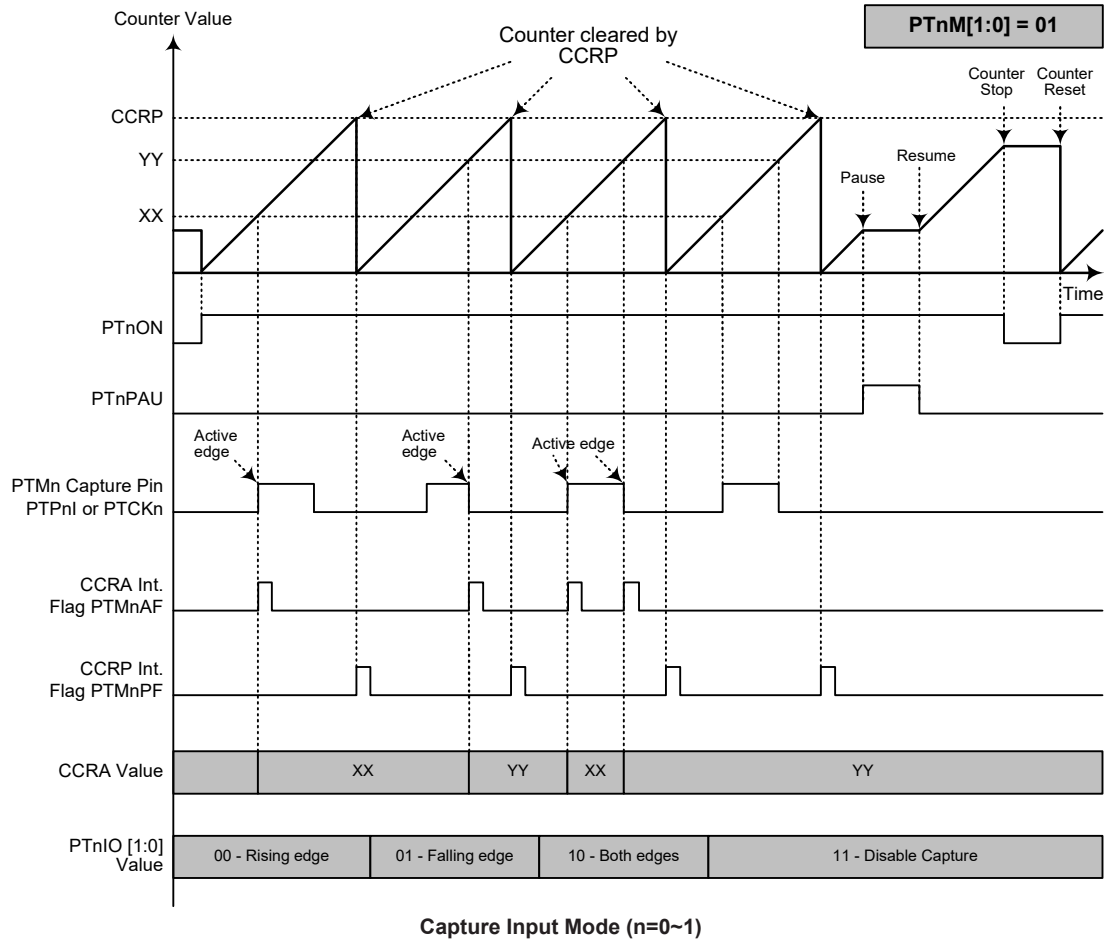 Counter Value
PTnM[1:0] = 01
Counter cleared by
CCRP
Counter
Stop
Counter
Reset
CCRP
YY
Resume
Pause
XX
Time
PTnON
PTnPAU
Active
edge
Active
edge
Active edge
PTMn Capture Pin
PTPnI or PTCKn
CCRA Int.
Flag PTMnAF
CCRP Int.
Flag PTMnPF
CCRA Value
XX
YY
XX
YY
PTnIO [1:0]
Value
00 - Rising edge
01 - Falling edge
10 - Both edges
11 - Disable Capture
Capture Input Mode (n=0~1)